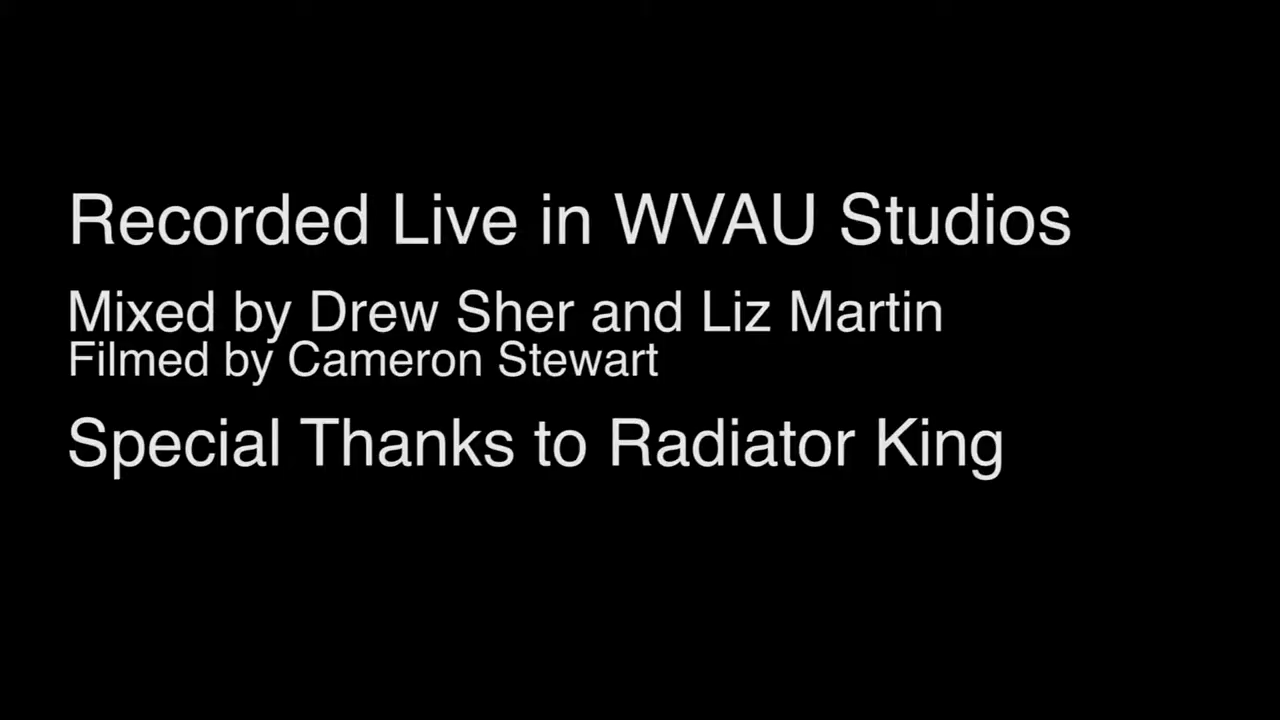 Recorded Live in WVAU Studios
Mixed by Drew Sher and Liz Martin
Filmed by Cameron Stewart
Special Thanks to Radiator King